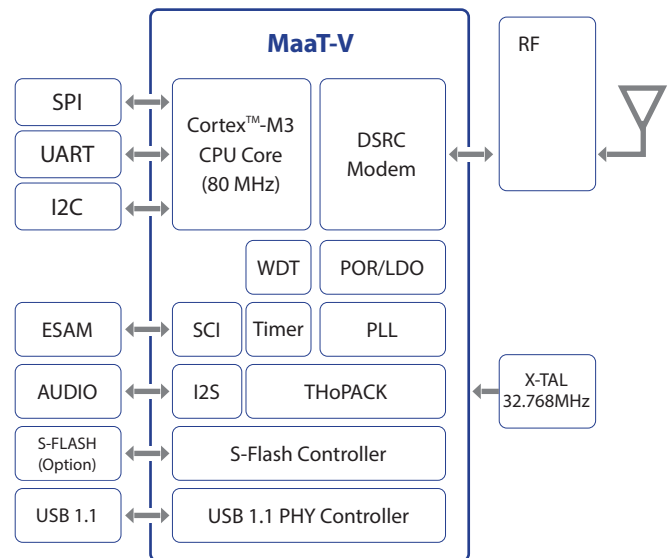 MaaT-V
RF
SPI
Cortex™-M3
CPU Core
(80 MHz)
DSRC
Modem
UART
I2C
WDT
POR/LDO
ESAM
SCI
Timer
PLL
AUDIO
I2S
THoPACK
X-TAL
32.768MHz
S-FLASH
(Option)
S-Flash Controller
USB 1.1
USB 1.1 PHY Controller